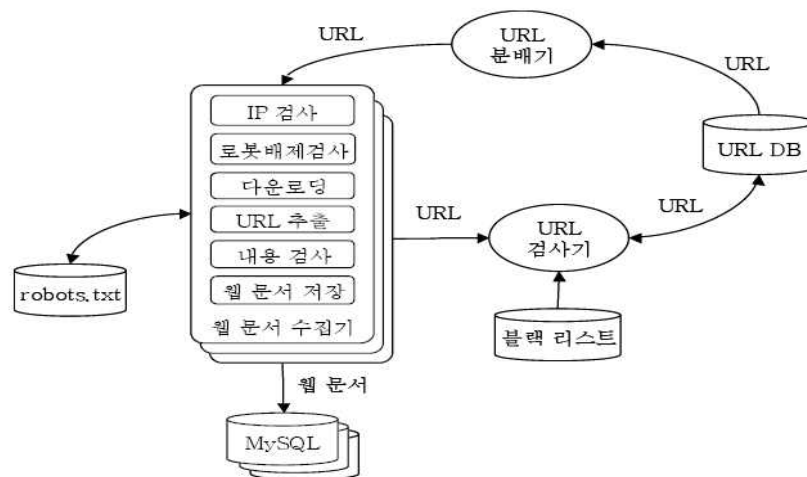 URL
URL
분배기
URL
IP 검사
로봇배제검사
다운로딩
URL 추출
내용 검사
웹 문서 저장
웹 문서 수집기
URL DB
URL
URL
URL
검사기
robots.txt
블랙 리스트
웹 문서
MySQL